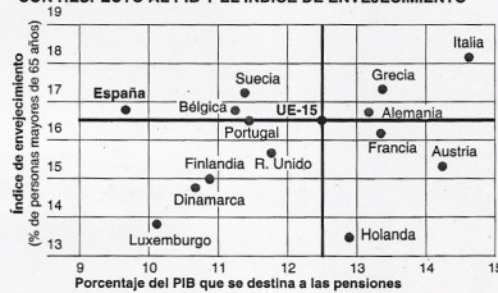 CON RESPECTO AL PIB Y EL ÍNDICE DE ENVEJECIMIENTO
Índice de envejecimiento
(% de personas mayores de 65 años)
19
18
17
16
15
14
13
Italia
Grecia
Suecia
España
Bélgica
UE-15
Alemania
Portugal
Francia
Finlandia
R. Unido
Austria
Dinamarca
Luxemburgo
Holanda
9 10 11 12 13 14 15
Porcentaje del PIB que se destina a las pensiones